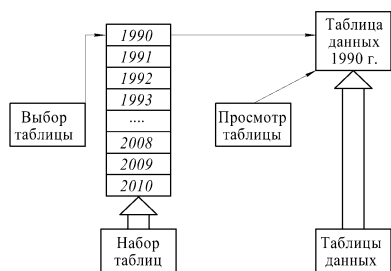 1990
1991
1992
1993
....
2008
2009
2010
Таблица
данных
1990 г.
Выбор
таблицы
Просмотр
таблицы
Набор
таблиц
Таблицы
данных